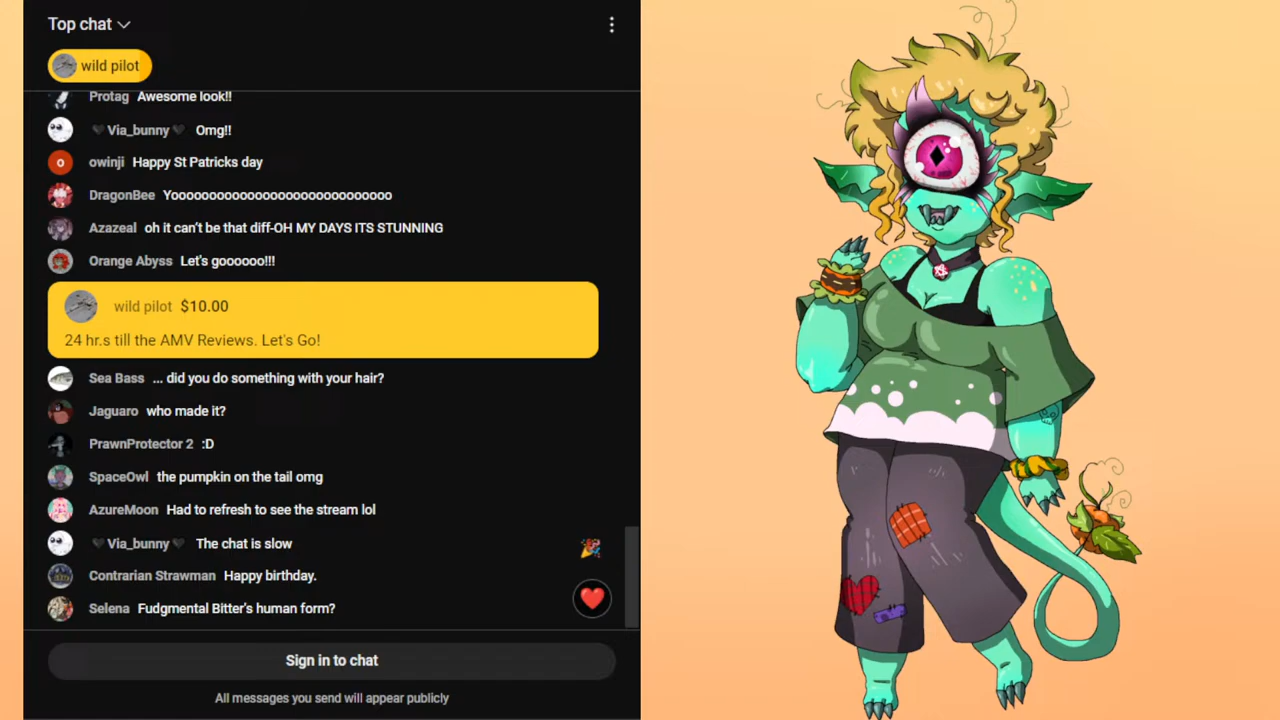 Top chat
wild pilot
Protag Awesome look!!
Via_bunny Omg!!
o owinji Happy St Patricks day
DragonBee Yoooooooooooooooooooooooooooooo
Azazeal oh it can't be that diff-OH MY DAYS ITS STUNNING
Orange Abyss Let's goooooo!!!
wild pilot $10.00
24 hr.s till the AMV Reviews. Let's Go!
Sea Bass ... did you do something with your hair?
Jaguaro who made it?
PrawnProtector 2 :D
SpaceOwl the pumpkin on the tail omg
AzureMoon Had to refresh to see the stream lol
Via_bunny The chat is slow
Contrarian Strawman Happy birthday.
Selena Fudgmental Bitter's human form?
Sign in to chat
All messages you send will appear publicly